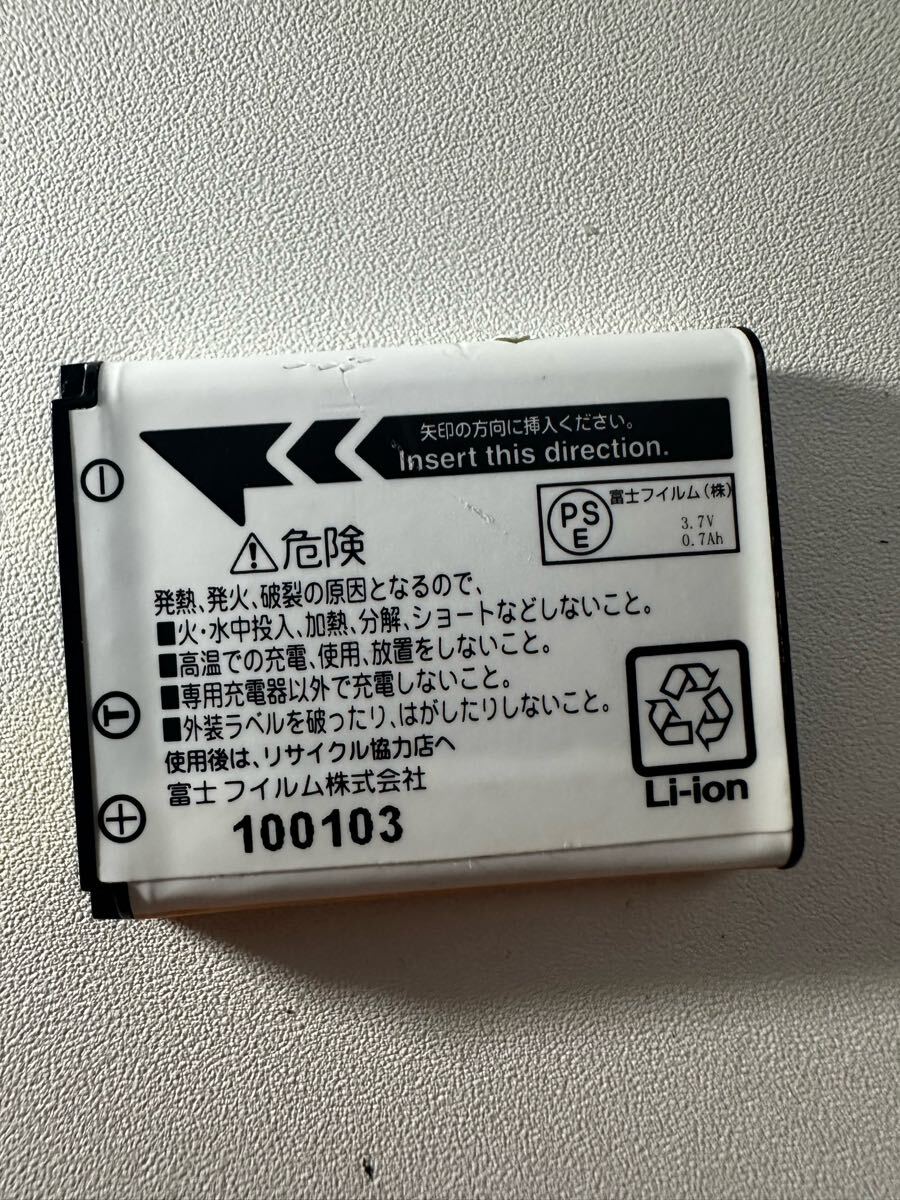 矢印の方向に挿入ください。
Insert this direction.
PS
E
富士フイルム(株)
3.7V
0.7Ah
⚠危険
発熱、発火、破裂の原因となるので、
■火・水中投入、加熱、分解、ショートなどしないこと。
■高温での充電、使用、放置をしないこと。
■専用充電器以外で充電しないこと。
■外装ラベルを破ったり、はがしたりしないこと。
使用後は、リサイクル協力店へ
富士フイルム株式会社
100103
Li-ion
－
T
＋